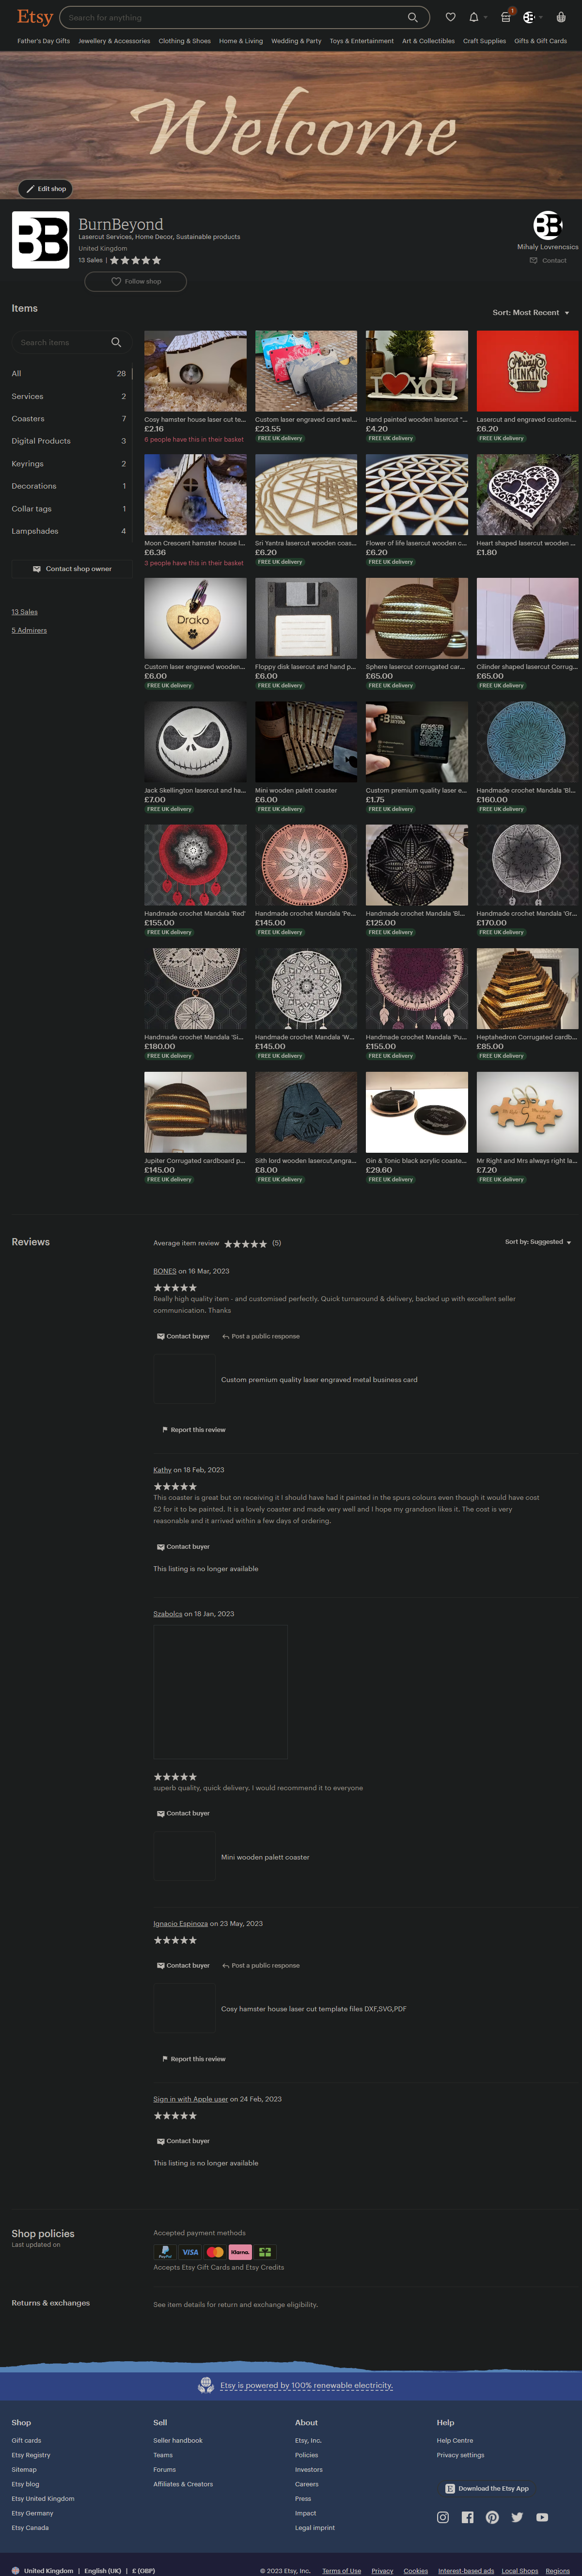 Etsy
Search for anything
1
Father's Day Gifts Jewellery & Accessories Clothing & Shoes Home & Living Wedding & Party Toys & Entertainment Art & Collectibles Craft Supplies Gifts & Gift Cards
Welcome
Edit shop
BurnBeyond
Lasercut Services, Home Decor, Sustainable products
United Kingdom
13 Sales |
Follow shop
Mihaly Lovrencsics
Contact
Items
Sort: Most Recent
Search items
All 28
Services 2
Coasters 7
Digital Products 3
Keyrings 2
Decorations 1
Collar tags 1
Lampshades 4
Contact shop owner
13 Sales
5 Admirers
Cosy hamster house laser cut te...
£2.16
6 people have this in their basket
Custom laser engraved card wal...
£23.55
FREE UK delivery
I YOU
Hand painted wooden lasercut "...
£4.20
FREE UK delivery
Always
THINKING
Lasercut and engraved customi...
£6.20
FREE UK delivery
Moon Crescent hamster house l...
£6.36
3 people have this in their basket
Sri Yantra lasercut wooden coas...
£6.20
FREE UK delivery
Flower of life lasercut wooden c...
£6.20
FREE UK delivery
Heart shaped lasercut wooden ...
£1.80
Drako
Custom laser engraved wooden...
£6.00
FREE UK delivery
Floppy disk lasercut and hand p...
£6.00
FREE UK delivery
Sphere lasercut corrugated car...
£65.00
FREE UK delivery
Cilinder shaped lasercut Corrug...
£65.00
FREE UK delivery
Jack Skellington lasercut and ha...
£7.00
FREE UK delivery
Mini wooden palett coaster
£6.00
FREE UK delivery
Custom premium quality laser e...
£1.75
FREE UK delivery
Handmade crochet Mandala 'Bl...
£160.00
FREE UK delivery
Handmade crochet Mandala 'Red'
£155.00
FREE UK delivery
Handmade crochet Mandala 'Pe...
£145.00
FREE UK delivery
Handmade crochet Mandala 'Bl...
£125.00
FREE UK delivery
Handmade crochet Mandala 'Gr...
£170.00
FREE UK delivery
Handmade crochet Mandala 'Si...
£180.00
FREE UK delivery
Handmade crochet Mandala 'W...
£145.00
FREE UK delivery
Handmade crochet Mandala 'Pu...
£155.00
FREE UK delivery
Heptahedron Corrugated cardb...
£85.00
FREE UK delivery
Jupiter Corrugated cardboard p...
£145.00
FREE UK delivery
Sith lord wooden lasercut,engra...
£8.00
FREE UK delivery
Gin & Tonic black acrylic coaste...
£29.60
FREE UK delivery
Mr Right and Mrs always right la...
£7.20
FREE UK delivery
Reviews
Average item review (5)
Sort by: Suggested
BONES on 16 Mar, 2023
Really high quality item - and customised perfectly. Quick turnaround & delivery, backed up with excellent seller
communication. Thanks
Contact buyer Post a public response
Custom premium quality laser engraved metal business card
Report this review
Kathy on 18 Feb, 2023
This coaster is great but on receiving it I should have had it painted in the spurs colours even though it would have cost
£2 for it to be painted. It is a lovely coaster and made very well and I hope my grandson likes it. The cost is very
reasonable and it arrived within a few days of ordering.
Contact buyer
This listing is no longer available
Szabolcs on 18 Jan, 2023
superb quality, quick delivery. I would recommend it to everyone
Contact buyer
Mini wooden palett coaster
Ignacio Espinoza on 23 May, 2023
Contact buyer Post a public response
Cosy hamster house laser cut template files DXF,SVG,PDF
Report this review
Sign in with Apple user on 24 Feb, 2023
Contact buyer
This listing is no longer available
Shop policies
Last updated on
Accepted payment methods
PayPal VISA Klarna.
Accepts Etsy Gift Cards and Etsy Credits
Returns & exchanges
See item details for return and exchange eligibility.
Etsy is powered by 100% renewable electricity.
Shop
Gift cards
Etsy Registry
Sitemap
Etsy blog
Etsy United Kingdom
Etsy Germany
Etsy Canada
Sell
Seller handbook
Teams
Forums
Affiliates & Creators
About
Etsy, Inc.
Policies
Investors
Careers
Press
Impact
Legal imprint
Help
Help Centre
Privacy settings
E Download the Etsy App
United Kingdom | English (UK) | £ (GBP)
© 2023 Etsy, Inc. Terms of Use Privacy Cookies Interest-based ads Local Shops Regions